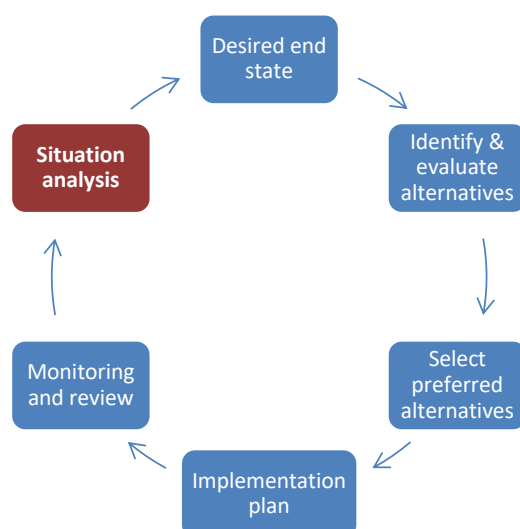 Desired end
state
Identify &
evaluate
alternatives
Select
preferred
alternatives
Implementation
plan
Monitoring
and review
Situation
analysis